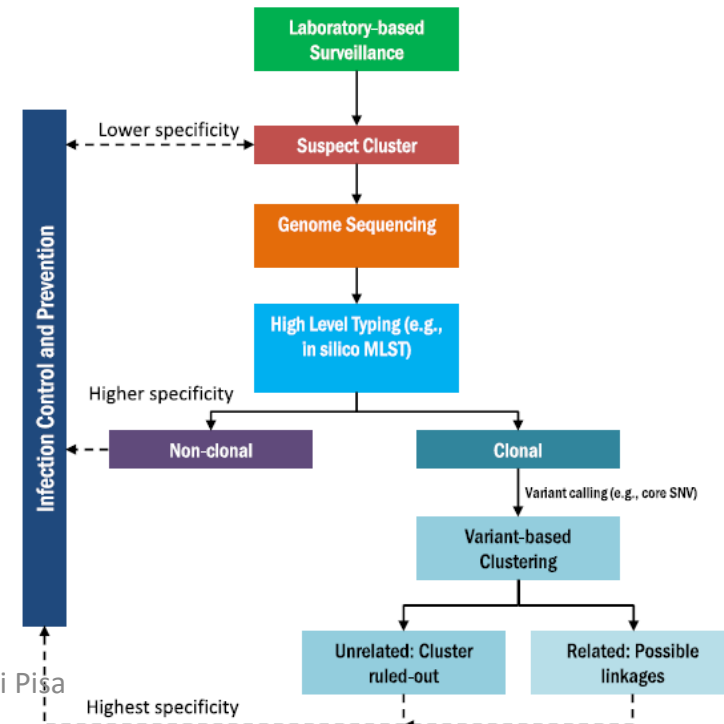 Laboratory-based
Surveillance
Lower specificity
Suspect Cluster
Genome Sequencing
Infection Control and Prevention
High Level Typing (e.g.,
in silico MLST)
Higher specificity
Non-clonal
Clonal
Variant calling (e.g., core SNV)
Variant-based
Clustering
Unrelated: Cluster
ruled-out
Related: Possible
linkages
i Pisa
Highest specificity